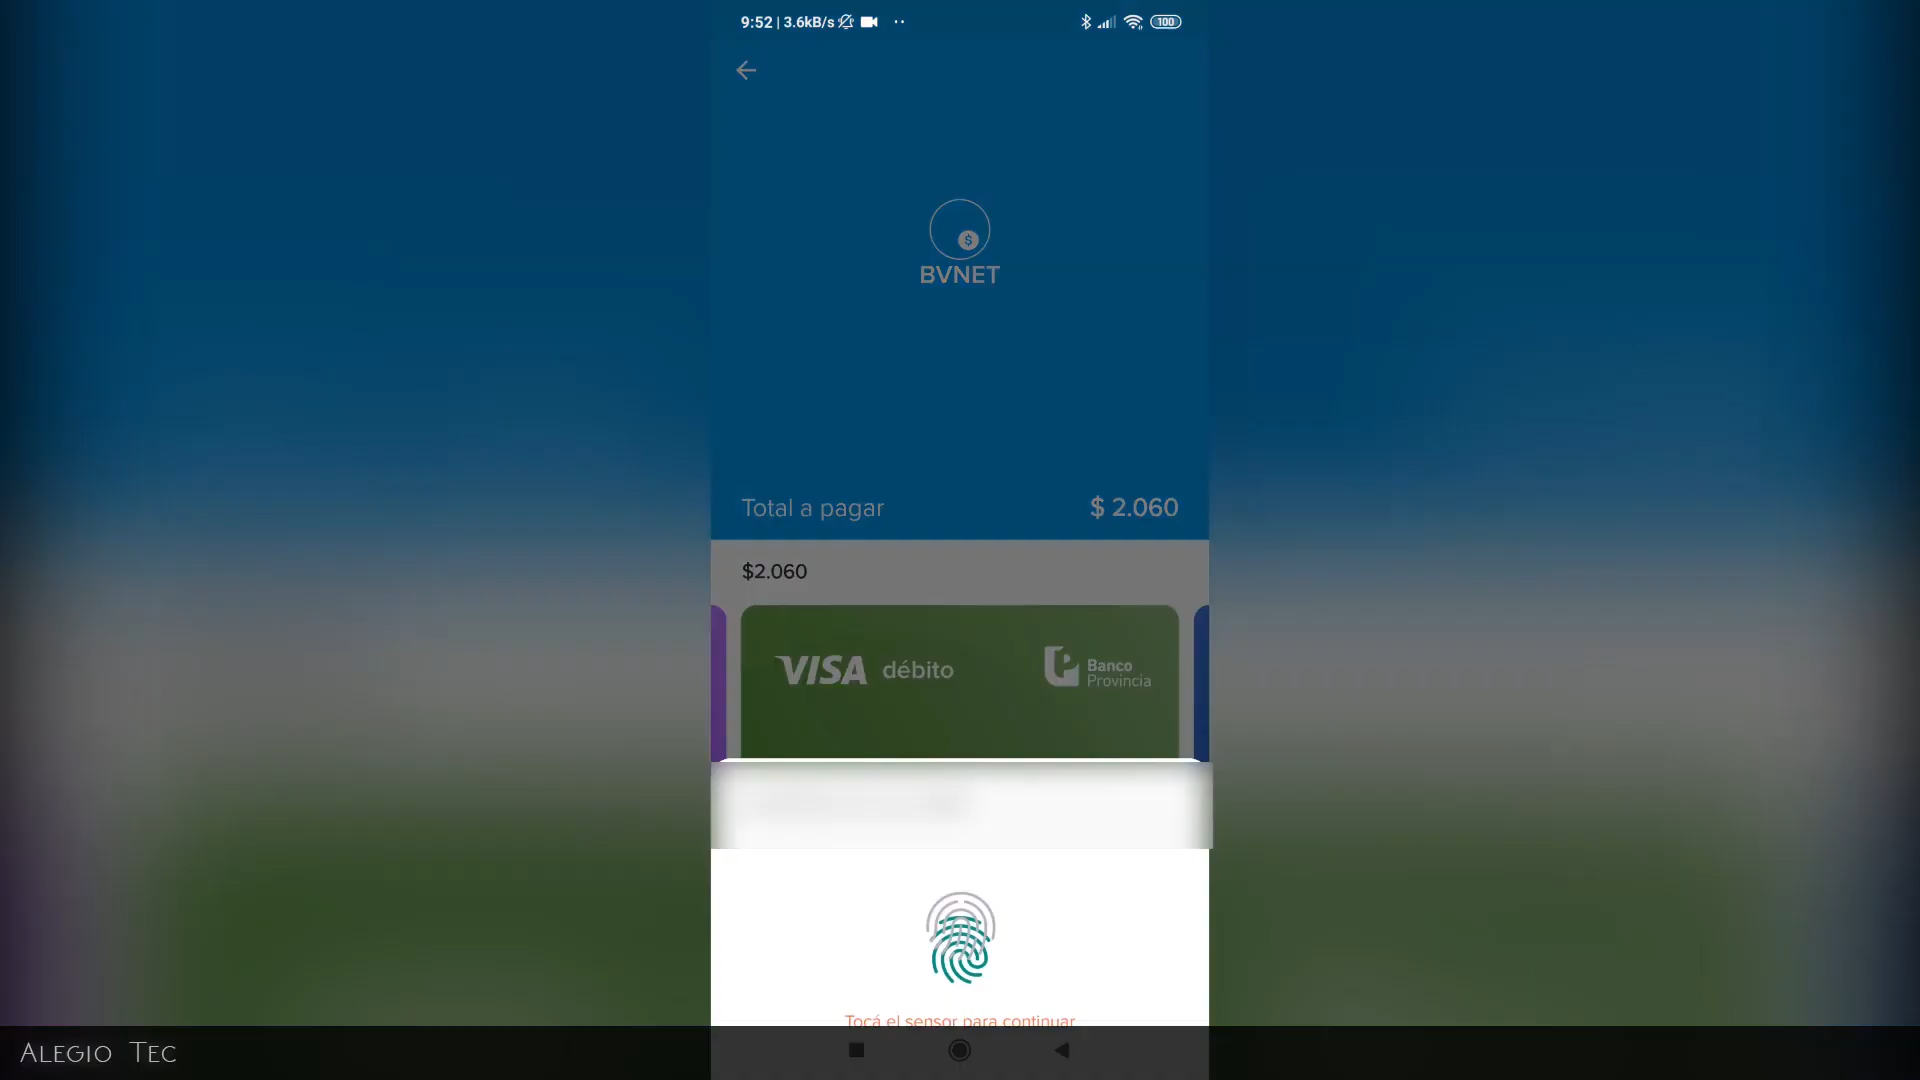 9:52 | 3.6kB/s
100
$
BVNET
Total a pagar
$ 2.060
$2.060
VISA débito
Banco
Provincia
Tocá el sensor para continuar
Alegio Tec